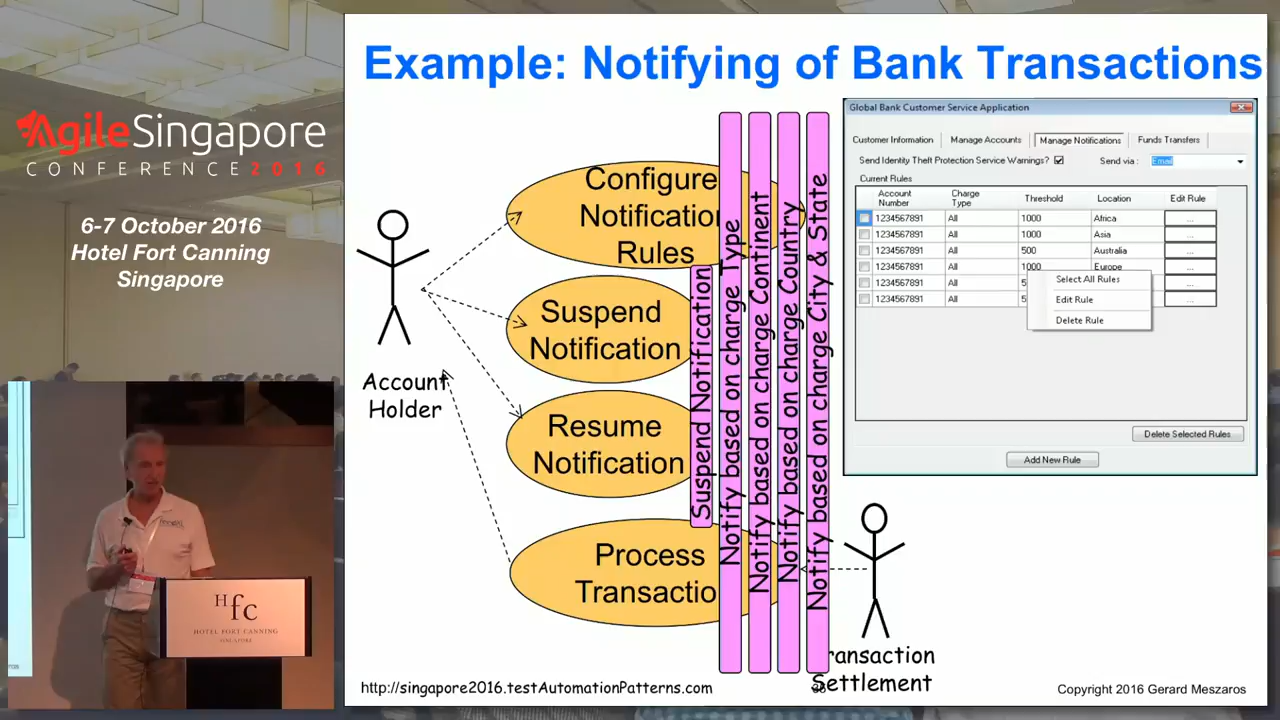 Example: Notifying of Bank Transactions
AgileSingapore
CONFERENCE 2016
6-7 October 2016
Hotel Fort Canning
Singapore
Configure
Notification
Rules
Suspend
Notification
Resume
Notification
Process
Transactio
Account
Holder
Suspend Notification
Notify based on charge Type
Notify based on charge Continent
Notify based on charge Country
Notify based on charge City & State
Global Bank Customer Service Application
Customer Information Manage Accounts Manage Notifications Funds Transfers
Send Identity Theft Protection Service Warnings? Send via : Email
Current Rules
Account Number Charge Type Threshold Location Edit Rule
1234567891 All 1000 Africa ...
1234567891 All 1000 Asia ...
1234567891 All 500 Australia ...
1234567891 All 1000 Europe ...
1234567891 All 5 ...
1234567891 All 5 ...
Select All Rules
Edit Rule
Delete Rule
Delete Selected Rules
Add New Rule
ransaction
Settlement
Hfc
HOTEL FORT CANNING
SINGAPORE
http://singapore2016.testAutomationPatterns.com
Copyright 2016 Gerard Meszaros